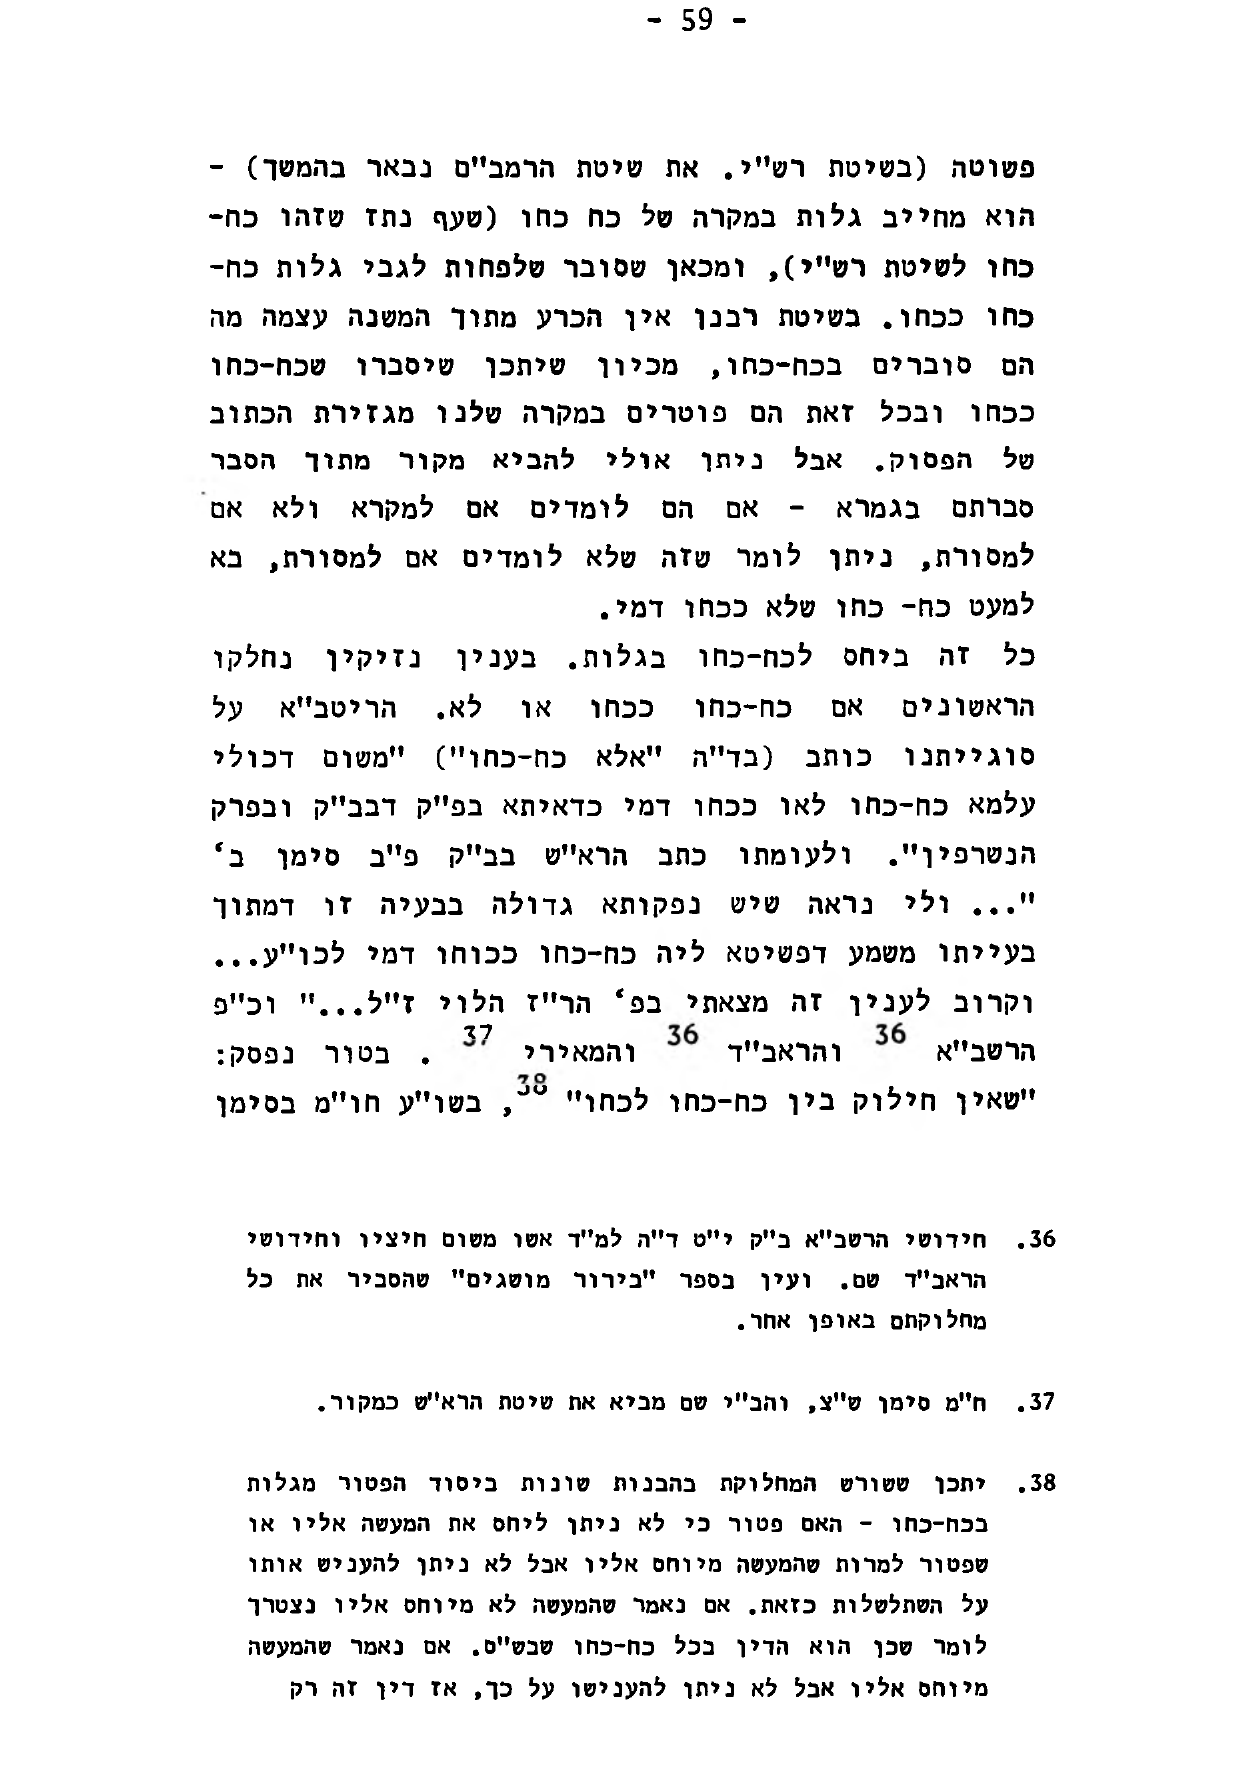 - 59 -
פשוטה (בשיטת רש"י. את שיטת הרמב"ם נבאר בהמשך) -
הוא מחייב גלות במקרה של כח כחו (שעף נתז שזהו כח-
כחו לשיטת רש"י), ומכאן שסובר שלפחות לגבי גלות כח-
כחו ככחו. בשיטת רבנן אין הכרע מתוך המשנה עצמה מה
הם סוברים בכח-כחו, מכיון שיתכן שיסברו שכח-כחו
ככחו ובכל זאת הם פוטרים במקרה שלנו מגזירת הכתוב
של הפסוק. אבל ניתן אולי להביא מקור מתוך הסבר
סברתם בגמרא - אם הם לומדים אם למקרא ולא אם
למסורת, ניתן לומר שזה שלא לומדים אם למסורת, בא
למעט כח- כחו שלא ככחו דמי.
כל זה ביחס לכח-כחו בגלות. בענין נזיקין נחלקו
הראשונים אם כח-כחו ככחו או לא. הריטב"א על
סוגייתנו כותב (בד"ה "אלא כח-כחו") "משום דכולי
עלמא כח-כחו לאו ככחו דמי כדאיתא בפ"ק דבב"ק ובפרק
הנשרפין". ולעומתו כתב הרא"ש בב"ק פ"ב סימן ב'
"... ולי נראה שיש נפקותא גדולה בבעיה זו דמתוך
בעייתו משמע דפשיטא ליה כח-כחו ככוחו דמי לכו"ע...
וקרוב לענין זה מצאתי בפ' הר"ז הלוי ז"ל..." וכ"פ
הרשב"א 36 והראב"ד 36 והמאירי 37 . בטור נפסק:
"שאין חילוק בין כח-כחו לכחו" 38, בשו"ע חו"מ בסימן
36. חידושי הרשב"א ב"ק י"ט ד"ה למ"ד אשו משום חיציו וחידושי
הראב"ד שם. ועין בספר "בירור מושגים" שהסביר את כל
מחלוקתם באופן אחר.
37. ח"מ סימן ש"צ, והב"י שם מביא את שיטת הרא"ש כמקור.
38. יתכן ששורש המחלוקת בהבנות שונות ביסוד הפטור מגלות
בכח-כחו - האם פטור כי לא ניתן ליחס את המעשה אליו או
שפטור למרות שהמעשה מיוחס אליו אבל לא ניתן להעניש אותו
על השתלשלות כזאת. אם נאמר שהמעשה לא מיוחס אליו נצטרך
לומר שכן הוא הדין בכל כח-כחו שבש"ס. אם נאמר שהמעשה
מיוחס אליו אבל לא ניתן להענישו על כך, אז דין זה רק